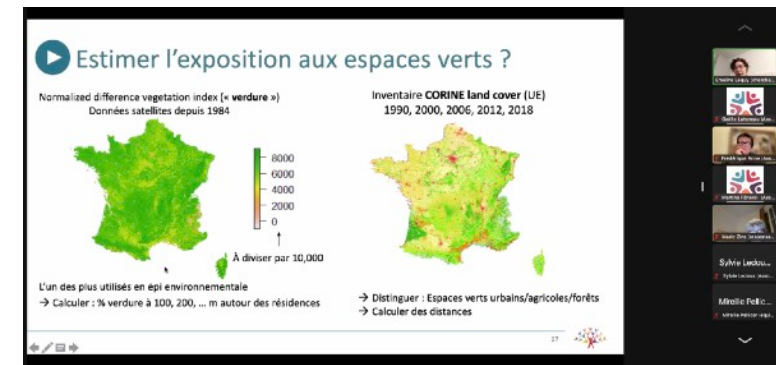 Estimer l'exposition aux espaces verts ?
Normalized difference vegetation index (« verdure »)
Données satellites depuis 1984
8000
6000
4000
2000
0
À diviser par 10,000
L'un des plus utilisés en épi environnementale
→ Calculer : % verdure à 100, 200, ... m autour des résidences
Inventaire CORINE land cover (UE)
1990, 2000, 2006, 2012, 2018
→ Distinguer : Espaces verts urbains/agricoles/forêts
→ Calculer des distances
Sylvie Ledou...
Mireille Pellic...